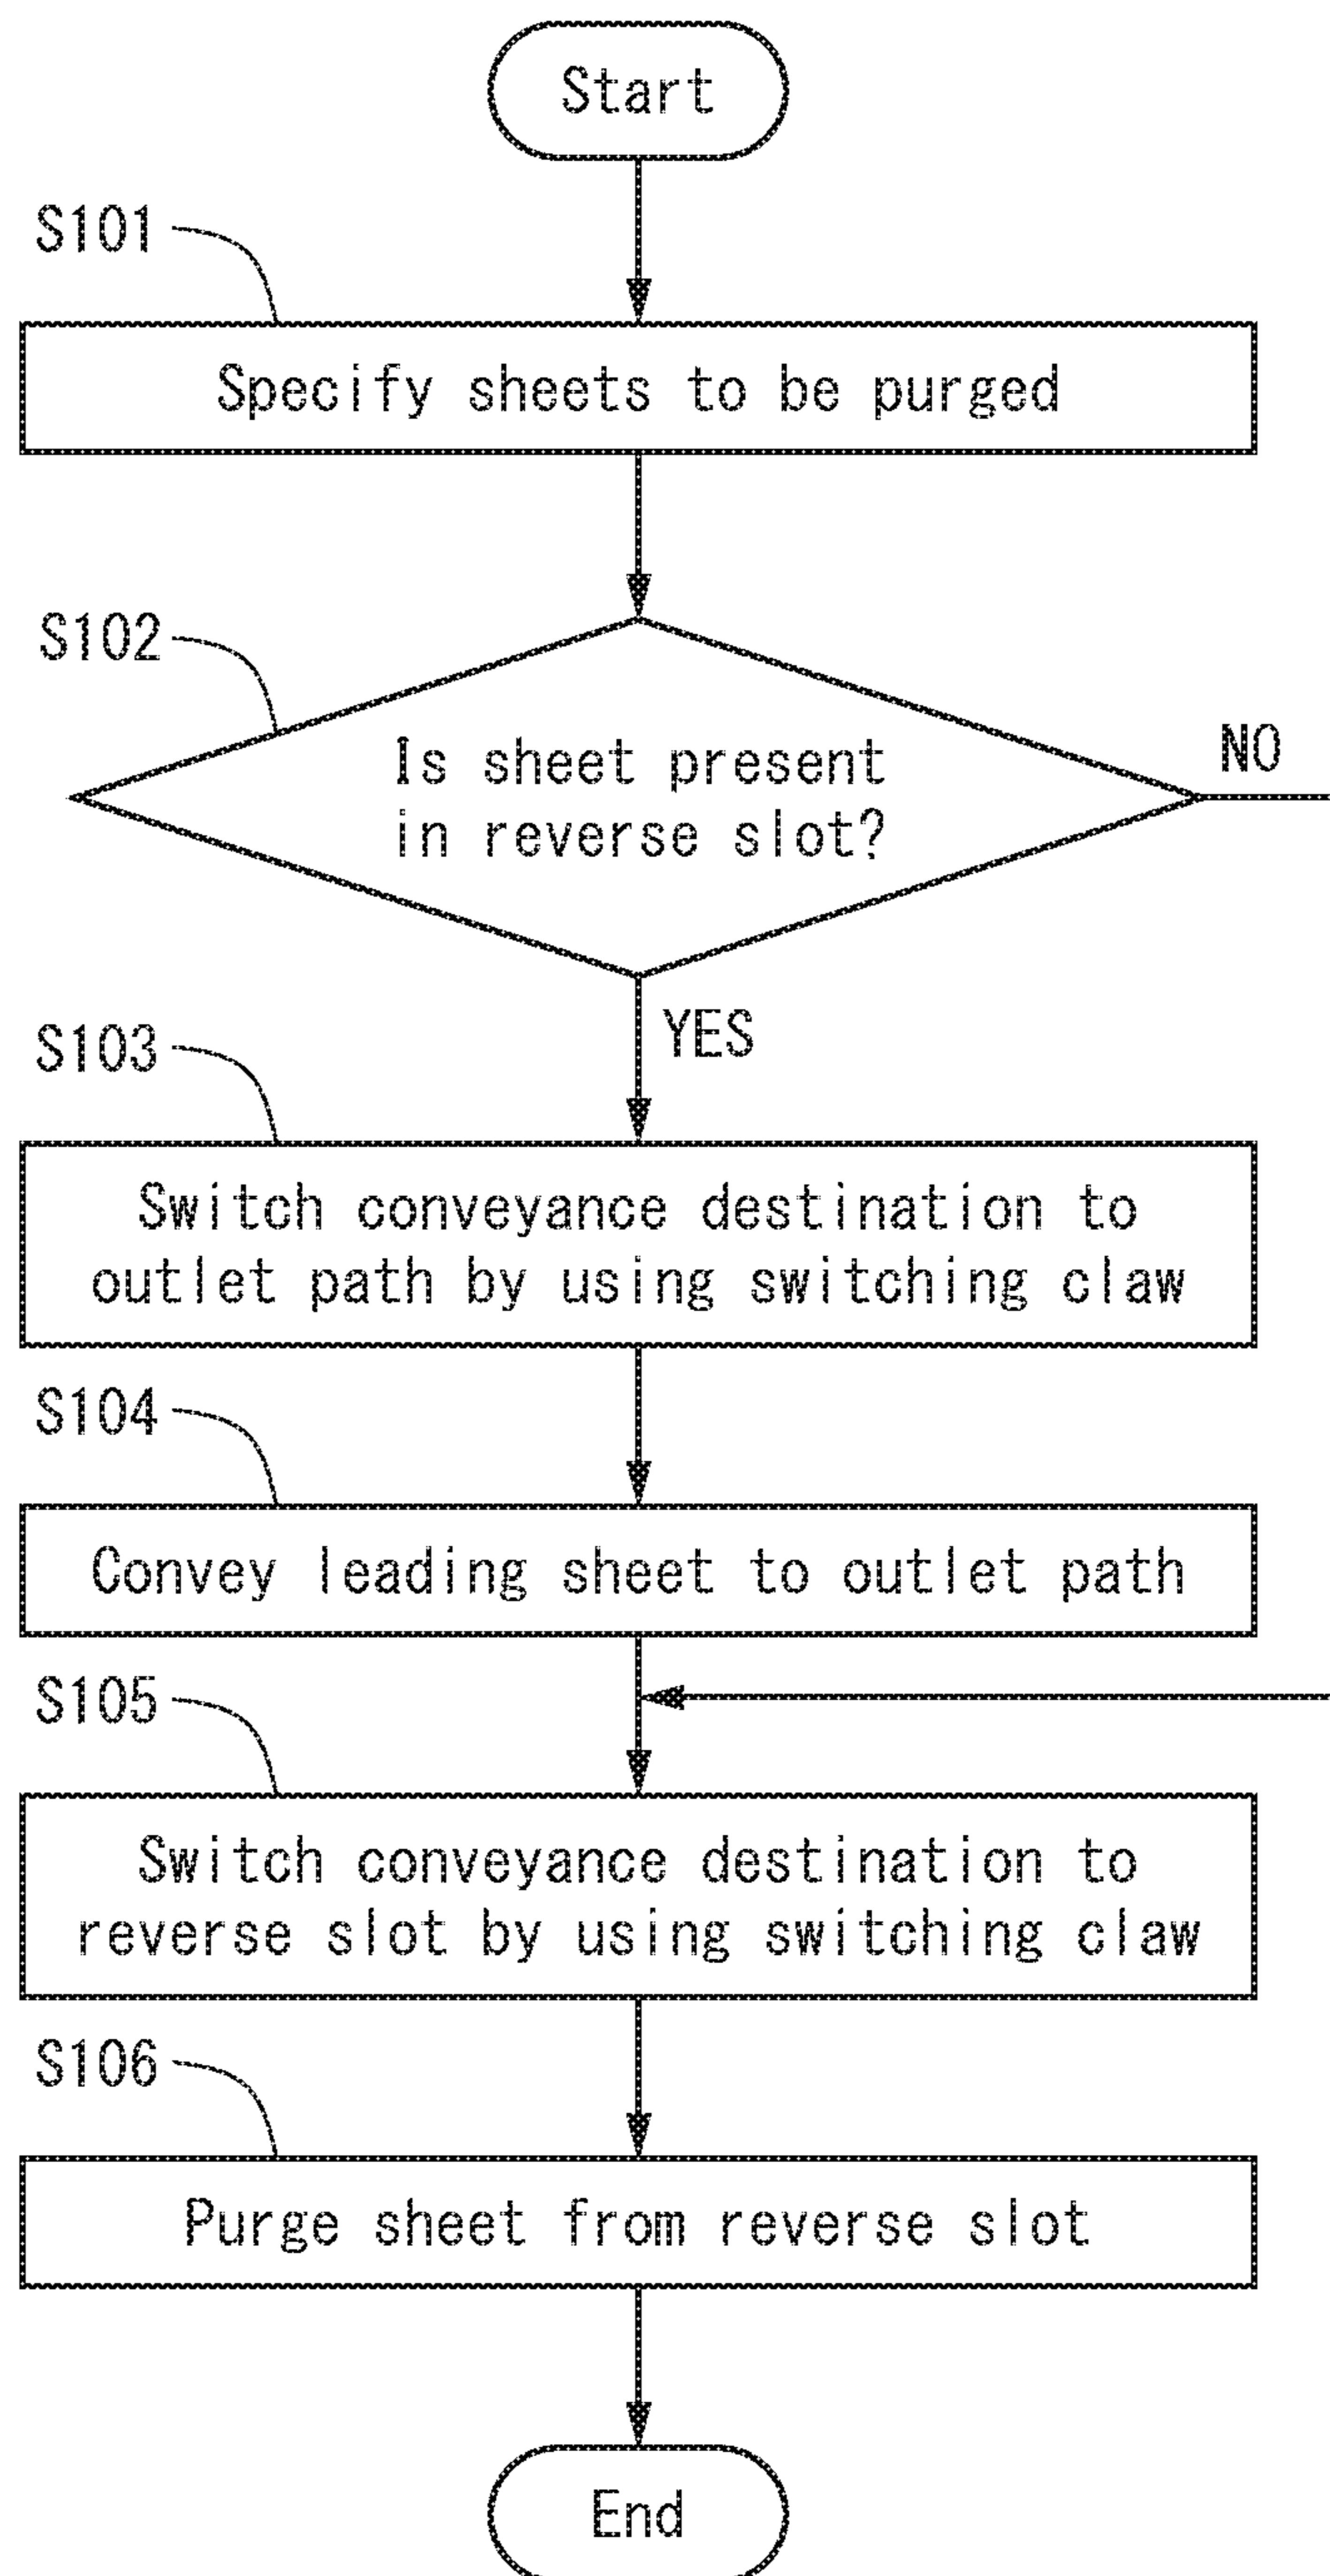 Start
S101
Specify sheets to be purged
S102
Is sheet present
in reverse slot?
NO
YES
S103
Switch conveyance destination to
outlet path by using switching claw
S104
Convey leading sheet to outlet path
S105
Switch conveyance destination to
reverse slot by using switching claw
S106
Purge sheet from reverse slot
End